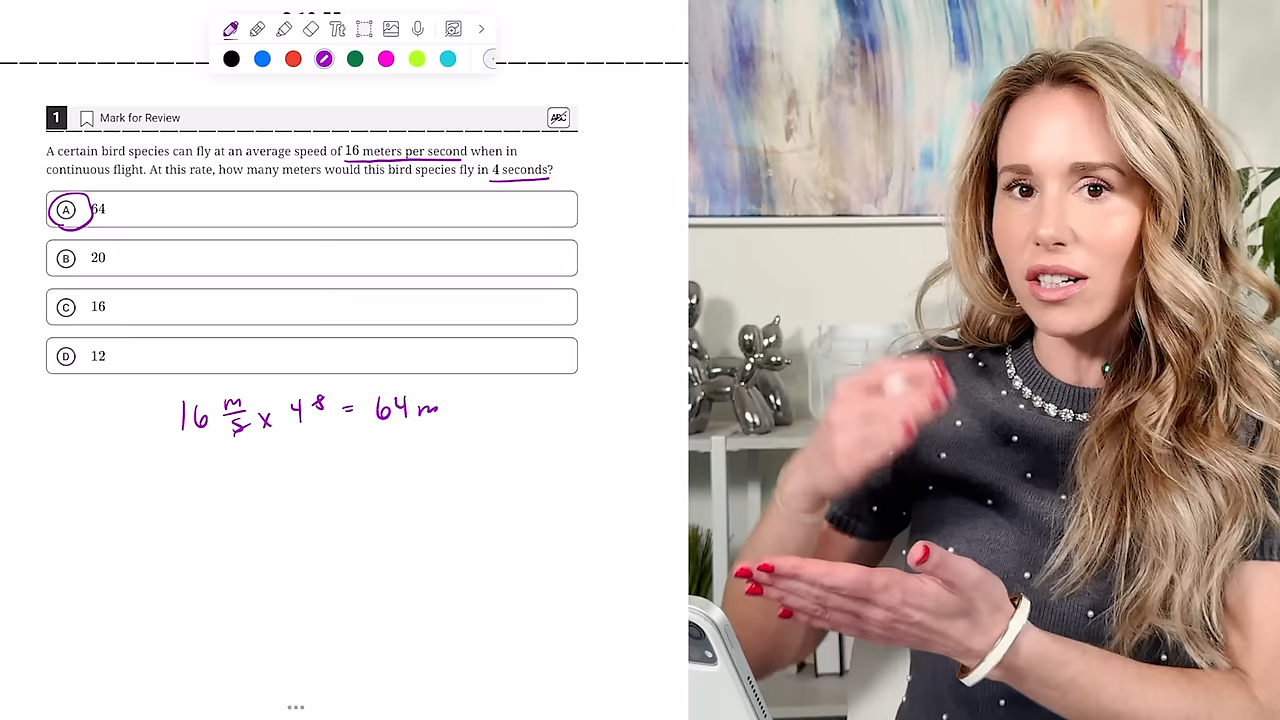 Tt
1 Mark for Review ABC
A certain bird species can fly at an average speed of 16 meters per second when in
continuous flight. At this rate, how many meters would this bird species fly in 4 seconds?
A 64
B 20
C 16
D 12
16 m/s x 4 s = 64 m